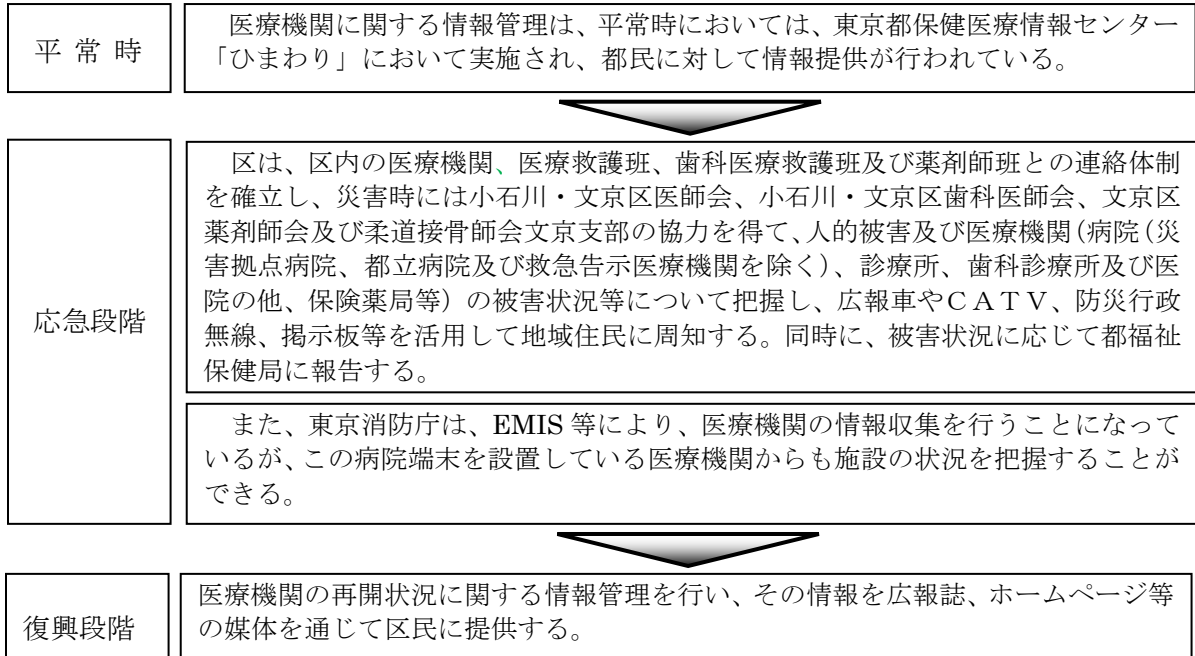 平 常 時
医療機関に関する情報管理は、平常時においては、東京都保健医療情報センター
「ひまわり」において実施され、都民に対して情報提供が行われている。
応急段階
区は、区内の医療機関、医療救護班、歯科医療救護班及び薬剤師班との連絡体制
を確立し、災害時には小石川・文京区医師会、小石川・文京区歯科医師会、文京区
薬剤師会及び柔道接骨師会文京支部の協力を得て、人的被害及び医療機関(病院(災
害拠点病院、都立病院及び救急告示医療機関を除く)、診療所、歯科診療所及び医
院の他、保険薬局等)の被害状況等について把握し、広報車やCATV、防災行政
無線、掲示板等を活用して地域住民に周知する。同時に、被害状況に応じて都福祉
保健局に報告する。
また、東京消防庁は、EMIS 等により、医療機関の情報収集を行うことになって
いるが、この病院端末を設置している医療機関からも施設の状況を把握することが
できる。
復興段階
医療機関の再開状況に関する情報管理を行い、その情報を広報誌、ホームページ等
の媒体を通じて区民に提供する。